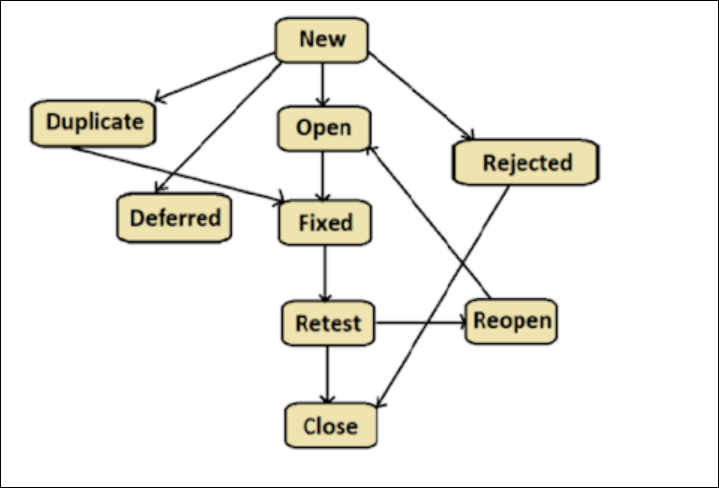 New
Duplicate
Open
Rejected
Deferred
Fixed
Retest
Reopen
Close